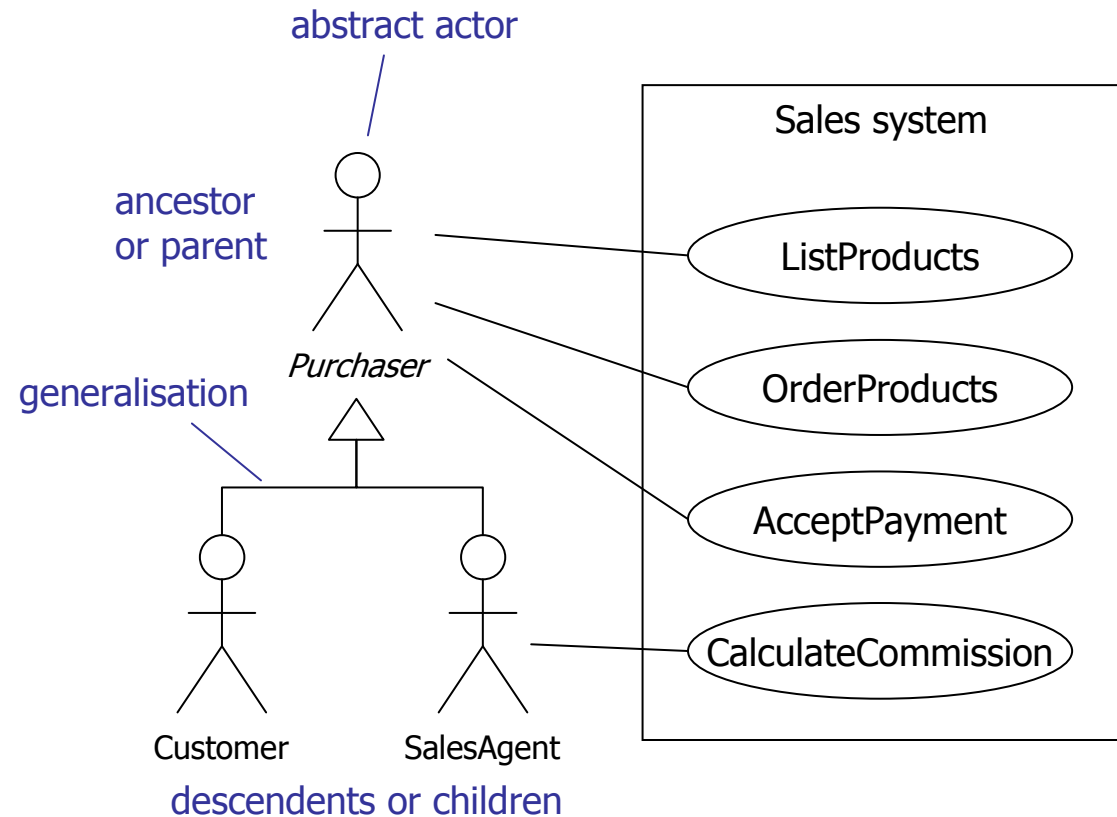 abstract actor
Sales system
ancestor
or parent
ListProducts
Purchaser
generalisation
OrderProducts
AcceptPayment
CalculateCommission
Customer
SalesAgent
descendents or children